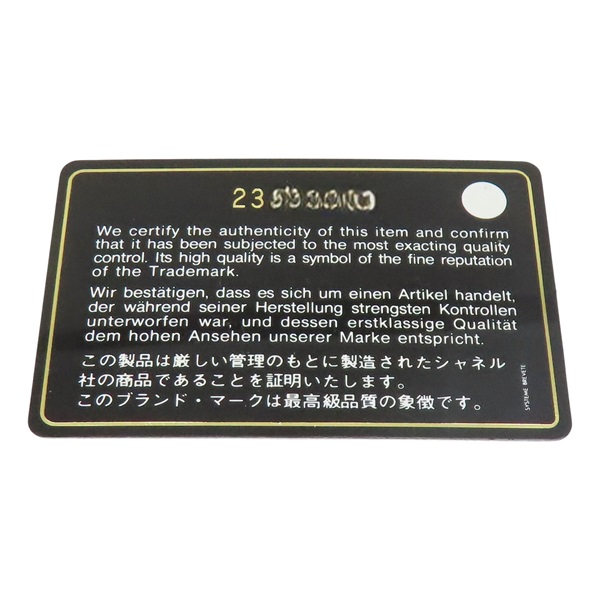 23
We certify the authenticity of this item and confirm
that it has been subjected to the most exacting quality
control. Its high quality is a symbol of the fine reputation
of the Trademark.
Wir bestätigen, dass es sich um einen Artikel handelt,
der während seiner Herstellung strengsten Kontrollen
unterworfen war, und dessen erstklassige Qualität
dem hohen Ansehen unserer Marke entspricht.
この製品は厳しい管理のもとに製造されたシャネル
社の商品であることを証明いたします。
このブランド・マークは最高級品質の象徴です。
SYSTEME BREVETE